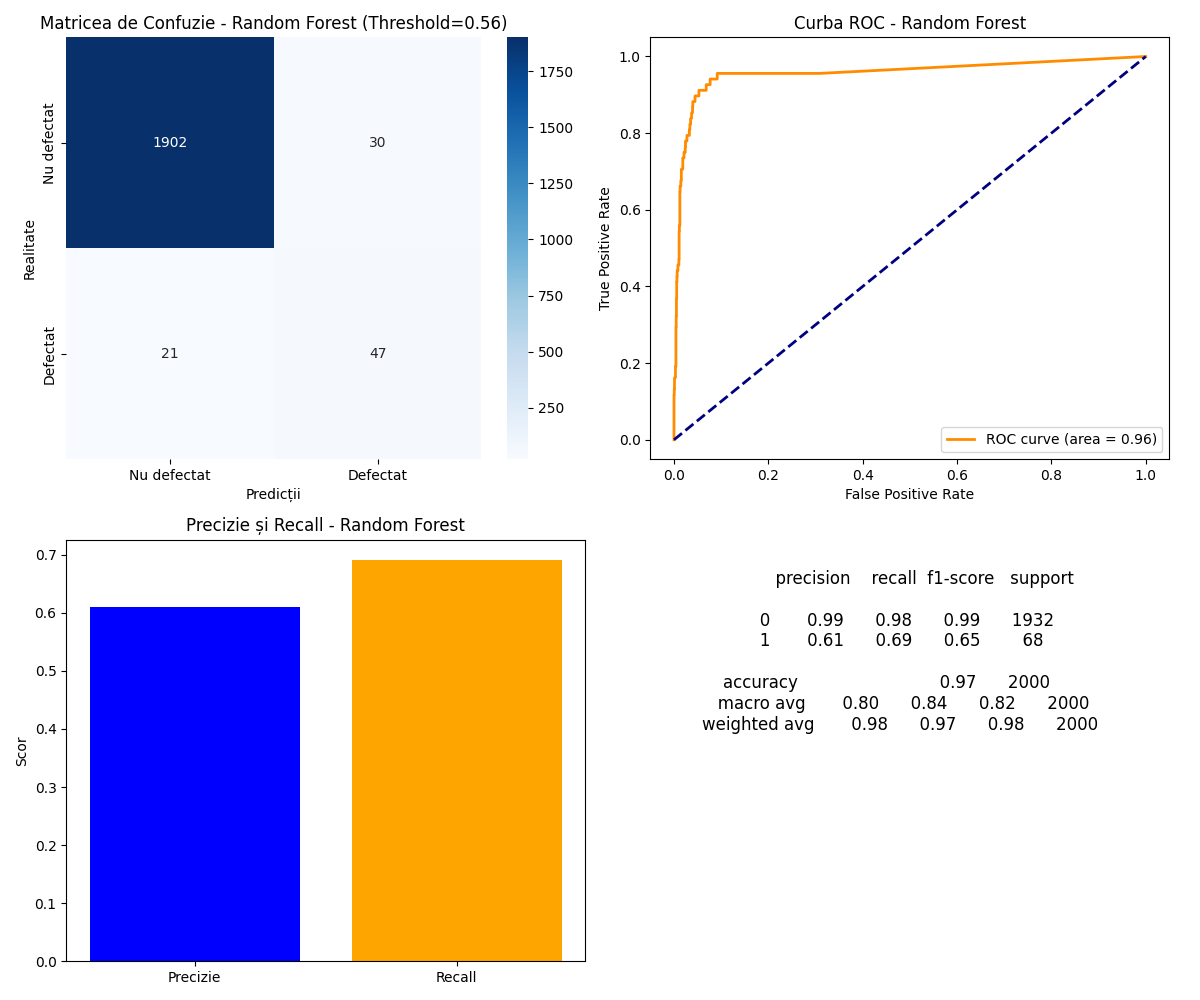 Matricea de Confuzie - Random Forest (Threshold=0.56)
Nu defectat
Defectat
Realitate
1902
30
21
47
Nu defectat
Defectat
Predicții
1750
1500
1250
1000
750
500
250
Curba ROC - Random Forest
True Positive Rate
1.0
0.8
0.6
0.4
0.2
0.0
ROC curve (area = 0.96)
0.0
0.2
0.4
0.6
0.8
1.0
False Positive Rate
Precizie și Recall - Random Forest
Scor
0.7
0.6
0.5
0.4
0.3
0.2
0.1
0.0
Precizie
Recall
precision recall f1-score support
0 0.99 0.98 0.99 1932
1 0.61 0.69 0.65 68
accuracy 0.97 2000
macro avg 0.80 0.84 0.82 2000
weighted avg 0.98 0.97 0.98 2000